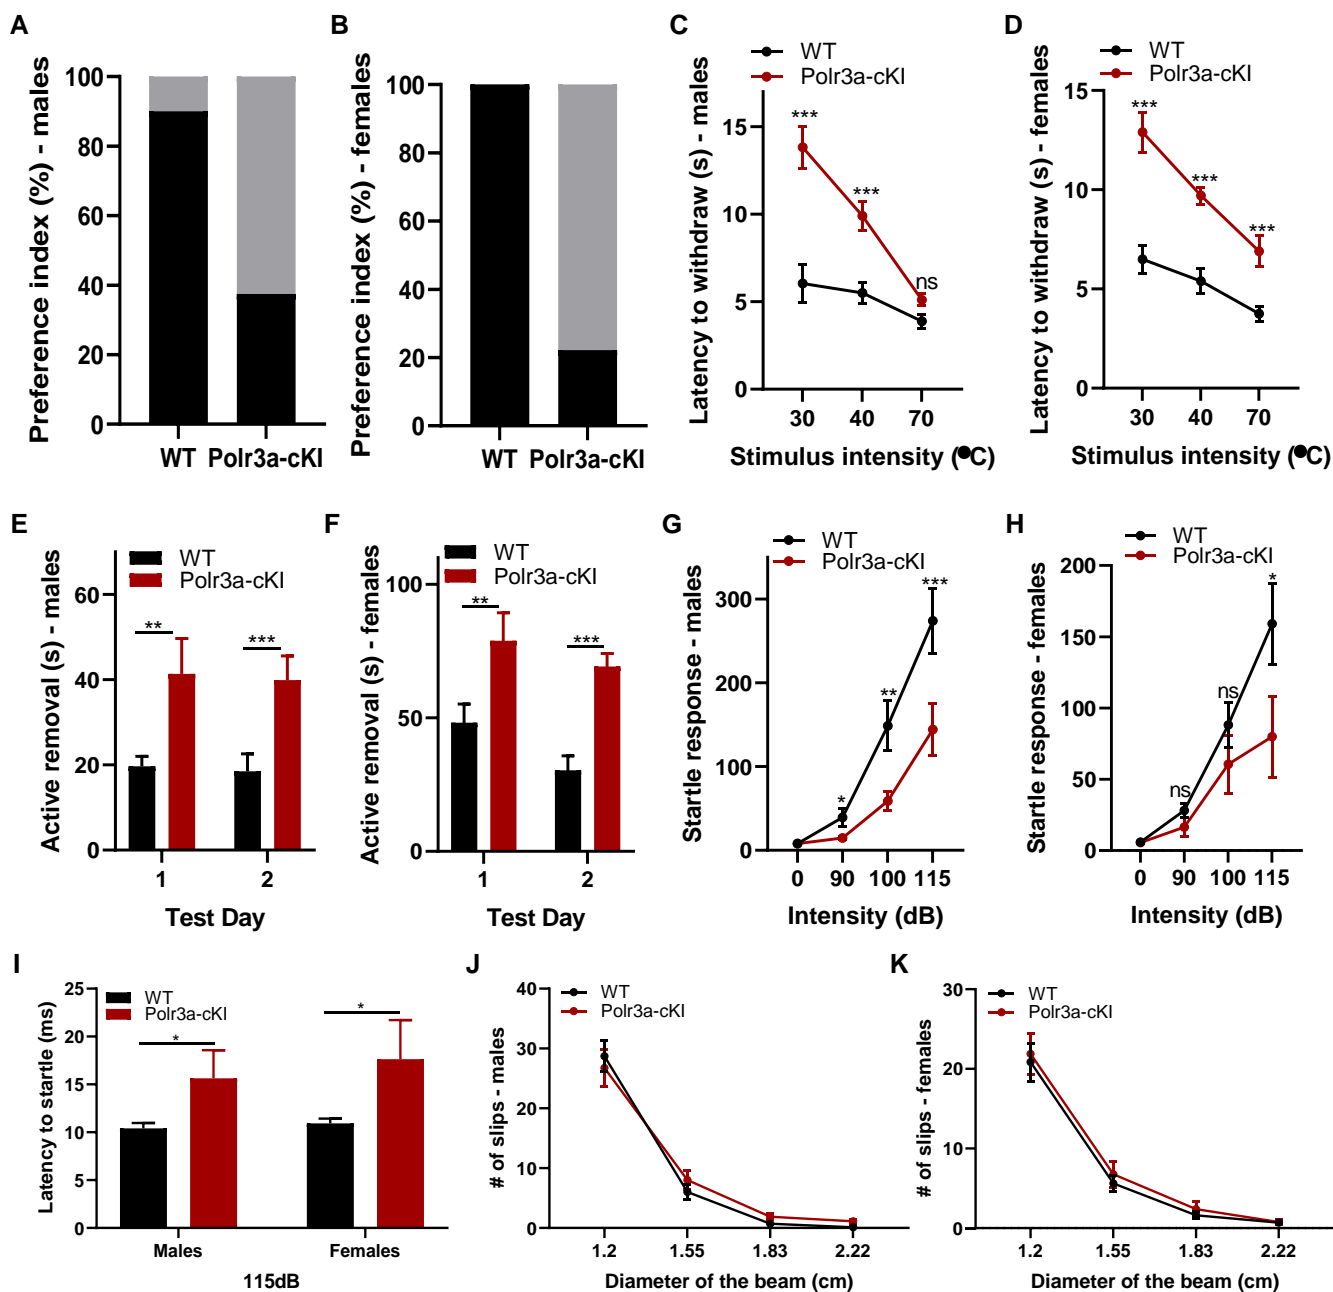 A
Preference index (%) - males
100
80
60
40
20
0
WT Polr3a-cKI
B
Preference index (%) - females
100
80
60
40
20
0
WT Polr3a-cKI
C
WT
Polr3a-cKI
Latency to withdraw (s) - males
15
10
5
0
***
***
ns
30 40 70
Stimulus intensity (°C)
D
WT
Polr3a-cKI
Latency to withdraw (s) - females
15
10
5
0
***
***
***
30 40 70
Stimulus intensity (°C)
E
WT
Polr3a-cKI
Active removal (s) - males
60
40
20
0
**
***
1 2
Test Day
F
WT
Polr3a-cKI
Active removal (s) - females
100
50
0
**
***
1 2
Test Day
G
WT
Polr3a-cKI
Startle response - males
300
200
100
0
*
**
***
0 90 100 115
Intensity (dB)
H
WT
Polr3a-cKI
Startle response - females
200
150
100
50
0
ns
ns
*
0 90 100 115
Intensity (dB)
I
WT
Polr3a-cKI
Latency to startle (ms)
25
20
15
10
5
0
*
*
Males Females
115dB
J
WT
Polr3a-cKI
# of slips - males
40
30
20
10
0
1.2 1.55 1.83 2.22
Diameter of the beam (cm)
K
WT
Polr3a-cKI
# of slips - females
30
20
10
0
1.2 1.55 1.83 2.22
Diameter of the beam (cm)